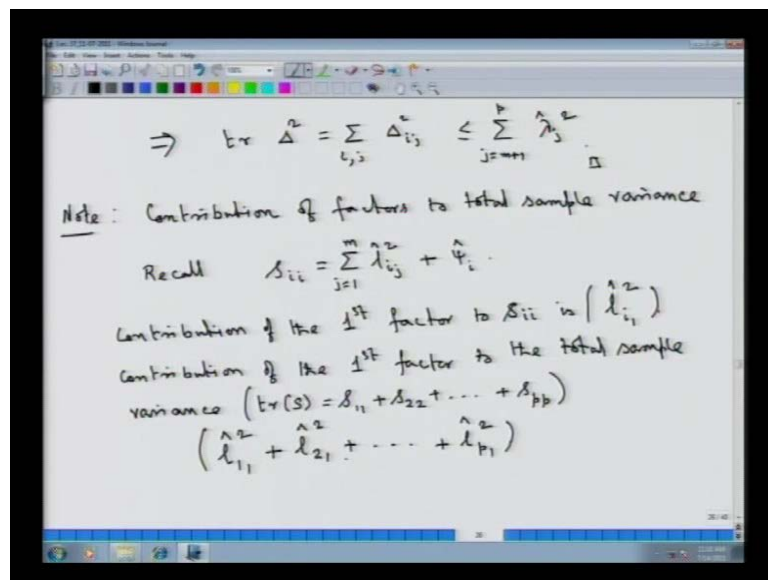 ⇒ tr Δ̂² = Σ_{i,j} Δ²_{ij} ≤ Σ_{j=m+1}^{p} λ̂_j² .
Note : Contribution of factors to total sample variance
Recall s_{ii} = Σ_{j=1}^{m} l̂²_{ij} + ψ̂_i .
Contribution of the 1st factor to s_{ii} is ( l̂²_{i1} )
Contribution of the 1st factor to the total sample
variance (tr(S) = s_{11} + s_{22} + . . . + s_{pp})
( l̂²_{11} + l̂²_{21} + - - - - + l̂²_{p1} )